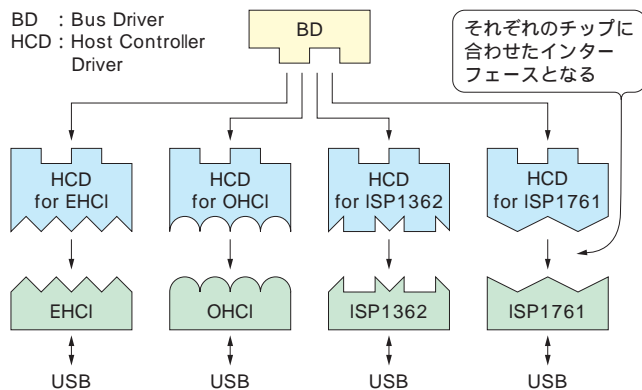 BD : Bus Driver
HCD : Host Controller
Driver
BD
それぞれのチップに
合わせたインター
フェースとなる
HCD
for EHCI
HCD
for OHCI
HCD
for ISP1362
HCD
for ISP1761
EHCI
OHCI
ISP1362
ISP1761
USB
USB
USB
USB